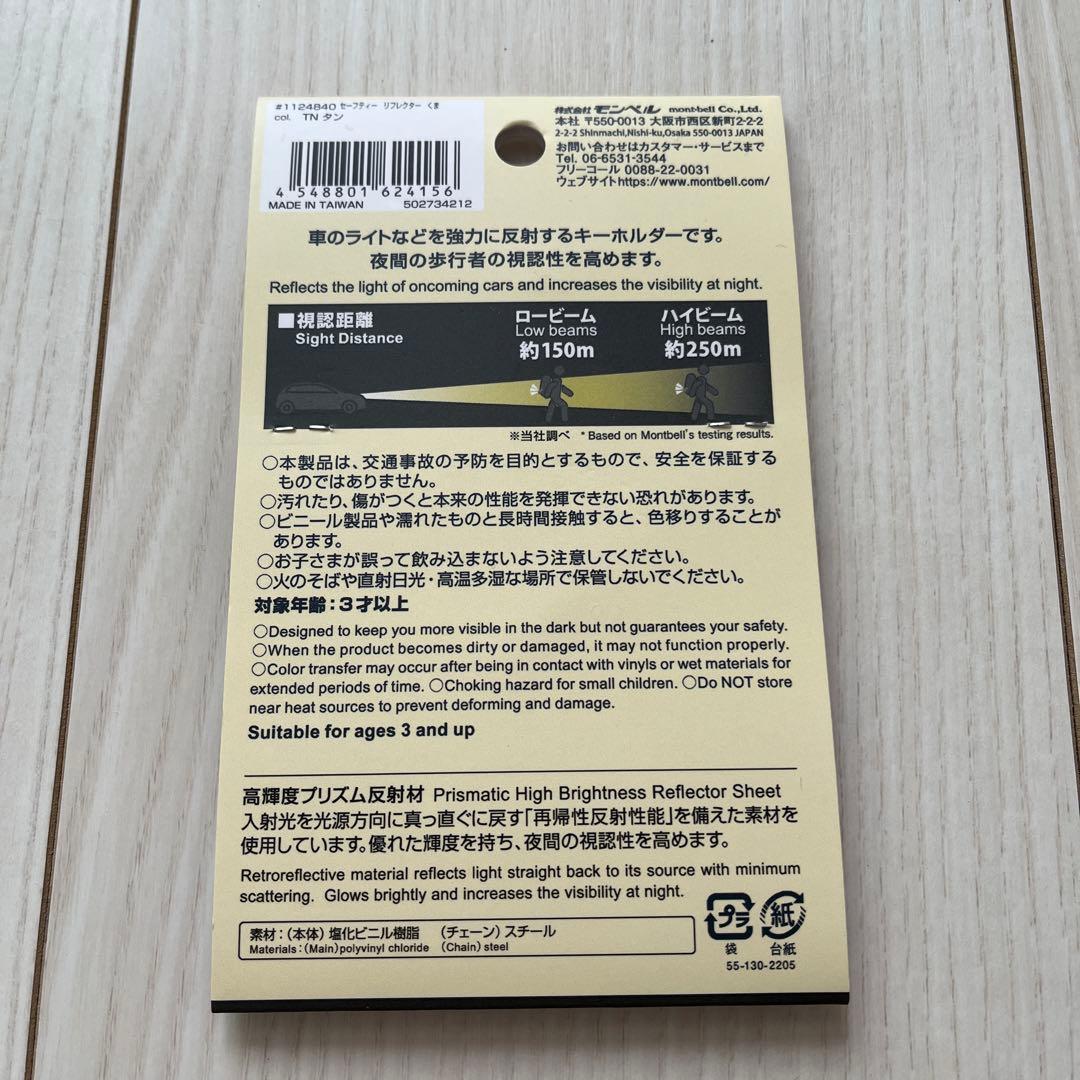 #1124840 セーフティー リフレクター くま
col. TN タン
4 548801 624156
MADE IN TAIWAN 502734212
株式会社 モンベル mont-bell Co.,Ltd.
本社 〒550-0013 大阪市西区新町2-2-2
2-2-2 Shinmachi,Nishi-ku,Osaka 550-0013 JAPAN
お問い合わせはカスタマー・サービスまで
Tel. 06-6531-3544
フリーコール 0088-22-0031
ウェブサイトhttps://www.montbell.com/
車のライトなどを強力に反射するキーホルダーです。
夜間の歩行者の視認性を高めます。
Reflects the light of oncoming cars and increases the visibility at night.
■視認距離
Sight Distance
ロービーム
Low beams
約150m
ハイビーム
High beams
約250m
※当社調べ * Based on Montbell's testing results.
○本製品は、交通事故の予防を目的とするもので、安全を保証する
ものではありません。
○汚れたり、傷がつくと本来の性能を発揮できない恐れがあります。
○ビニール製品や濡れたものと長時間接触すると、色移りすることが
あります。
○お子さまが誤って飲み込まないよう注意してください。
○火のそばや直射日光・高温多湿な場所で保管しないでください。
対象年齢:3才以上
○Designed to keep you more visible in the dark but not guarantees your safety.
○When the product becomes dirty or damaged, it may not function properly.
○Color transfer may occur after being in contact with vinyls or wet materials for
extended periods of time. ○Choking hazard for small children. ○Do NOT store
near heat sources to prevent deforming and damage.
Suitable for ages 3 and up
高輝度プリズム反射材 Prismatic High Brightness Reflector Sheet
入射光を光源方向に真っ直ぐに戻す「再帰性反射性能」を備えた素材を
使用しています。優れた輝度を持ち、夜間の視認性を高めます。
Retroreflective material reflects light straight back to its source with minimum
scattering. Glows brightly and increases the visibility at night.
素材:(本体) 塩化ビニル樹脂 (チェーン) スチール
Materials:(Main)polyvinyl chloride (Chain) steel
プラ 紙
袋 台紙
55-130-2205